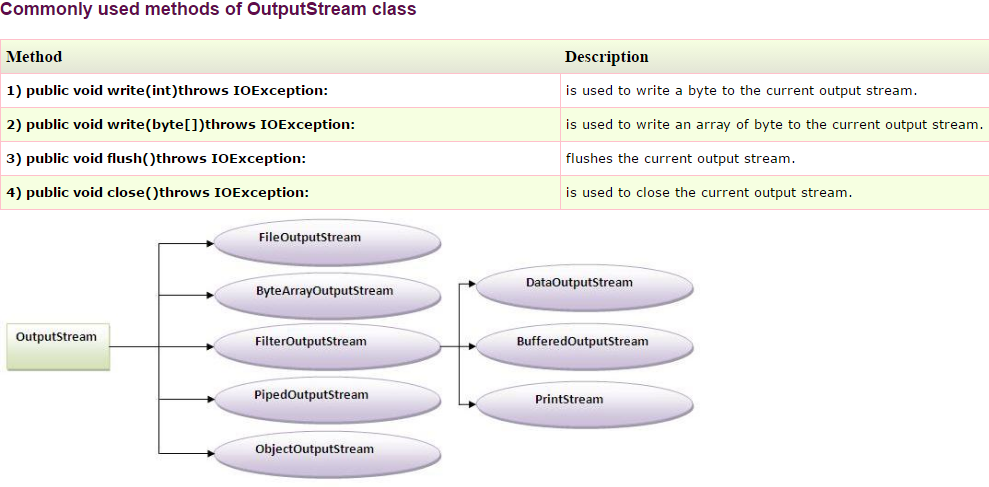 Commonly used methods of OutputStream class
Method Description
1) public void write(int)throws IOException: is used to write a byte to the current output stream.
2) public void write(byte[])throws IOException: is used to write an array of byte to the current output stream.
3) public void flush()throws IOException: flushes the current output stream.
4) public void close()throws IOException: is used to close the current output stream.
OutputStream
FileOutputStream
ByteArrayOutputStream
FilterOutputStream
PipedOutputStream
ObjectOutputStream
DataOutputStream
BufferedOutputStream
PrintStream